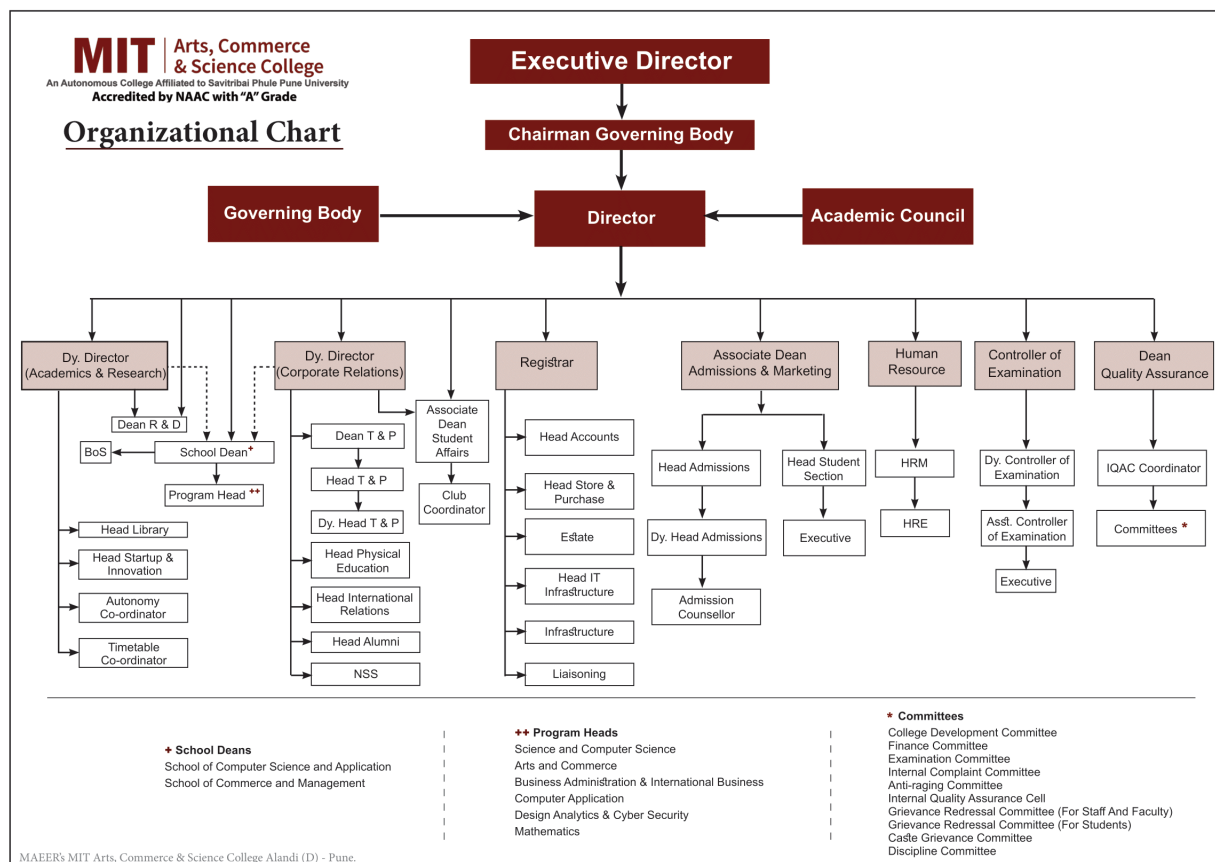 MIT
Arts, Commerce
& Science College
An Autonomous College Affiliated to Savitribai Phule Pune University
Accredited by NAAC with “A” Grade
Organizational Chart
Executive Director
Chairman Governing Body
Governing Body
Director
Academic Council
Dy. Director
(Academics & Research)
Dean R & D
BoS
School Dean+
Program Head ++
Head Library
Head Startup &
Innovation
Autonomy
Co-ordinator
Timetable
Co-ordinator
Dy. Director
(Corporate Relations)
Dean T & P
Head T & P
Dy. Head T & P
Head Physical
Education
Head International
Relations
Head Alumni
NSS
Associate
Dean
Student
Affairs
Club
Coordinator
Registrar
Head Accounts
Head Store &
Purchase
Estate
Head IT
Infrastructure
Infrastructure
Liaisoning
Associate Dean
Admissions & Marketing
Head Admissions
Dy. Head Admissions
Admission
Counsellor
Head Student
Section
Executive
Human
Resource
HRM
HRE
Controller of
Examination
Dy. Controller of
Examination
Asst. Controller
of Examination
Executive
Dean
Quality Assurance
IQAC Coordinator
Committees *
+ School Deans
School of Computer Science and Application
School of Commerce and Management
++ Program Heads
Science and Computer Science
Arts and Commerce
Business Administration & International Business
Computer Application
Design Analytics & Cyber Security
Mathematics
* Committees
College Development Committee
Finance Committee
Examination Committee
Internal Complaint Committee
Anti-raging Committee
Internal Quality Assurance Cell
Grievance Redressal Committee (For Staff And Faculty)
Grievance Redressal Committee (For Students)
Caste Grievance Committee
Discipline Committee
MAEER's MIT Arts, Commerce & Science College Alandi (D) - Pune.